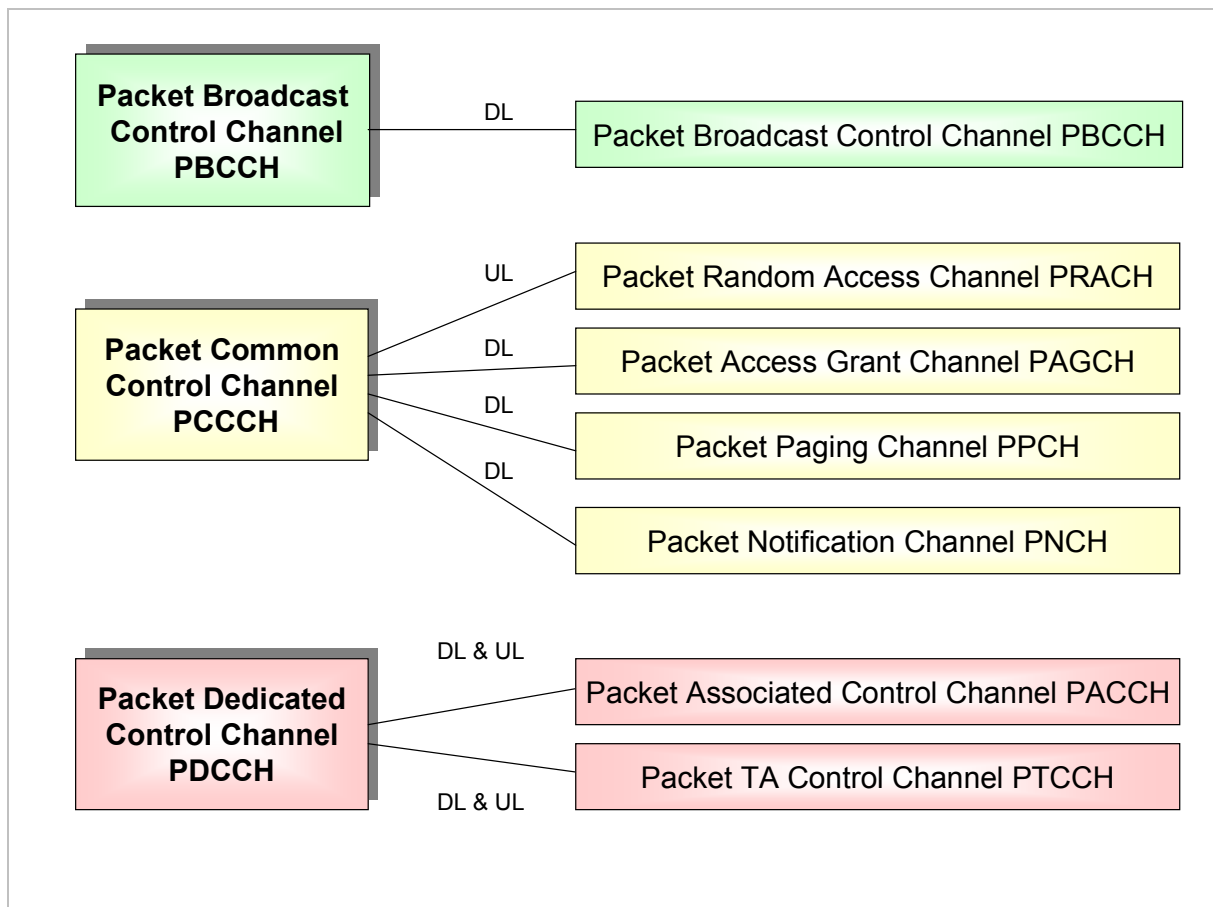 Packet Broadcast
Control Channel
PBCCH
DL
Packet Broadcast Control Channel PBCCH
Packet Common
Control Channel
PCCCH
UL
Packet Random Access Channel PRACH
DL
Packet Access Grant Channel PAGCH
DL
Packet Paging Channel PPCH
DL
Packet Notification Channel PNCH
Packet Dedicated
Control Channel
PDCCH
DL & UL
Packet Associated Control Channel PACCH
Packet TA Control Channel PTCCH
DL & UL